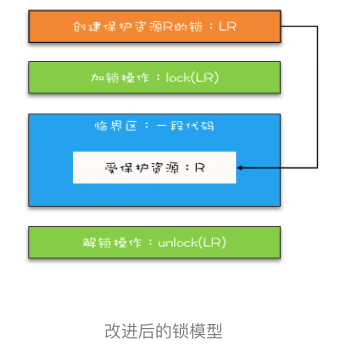 创建保护资源R的锁：LR
加锁操作：lock(LR)
临界区：一段代码
受保护资源：R
解锁操作：unlock(LR)
改进后的锁模型